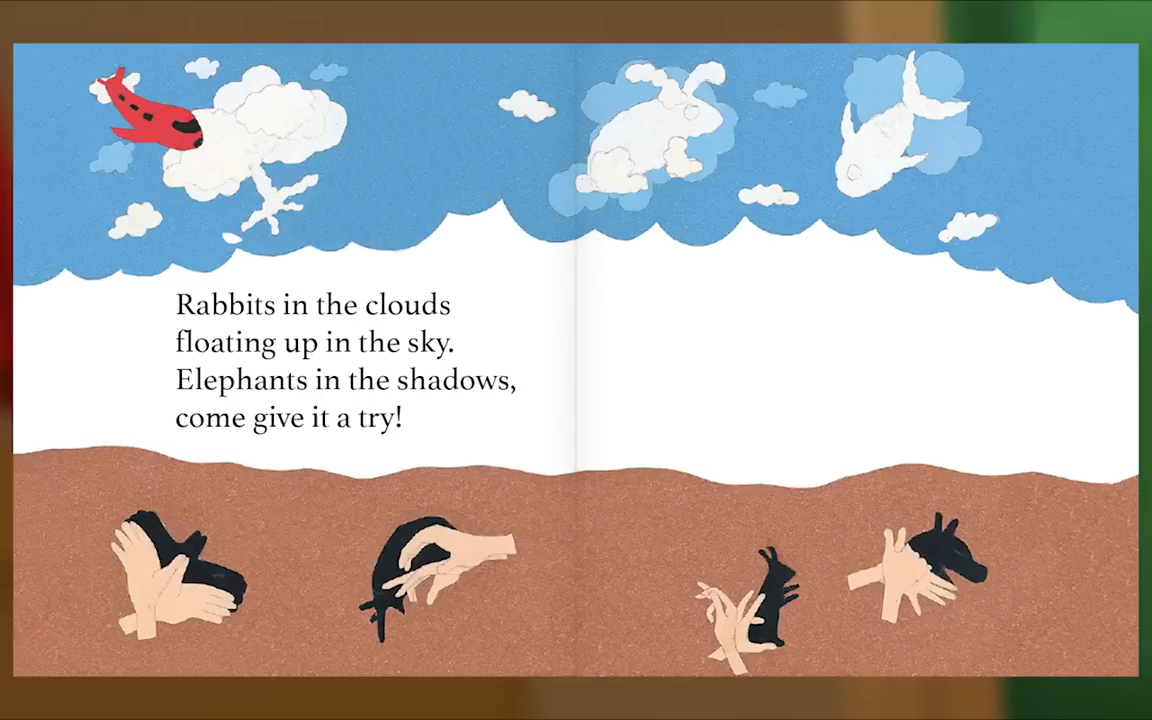 Rabbits in the clouds
floating up in the sky.
Elephants in the shadows,
come give it a try!